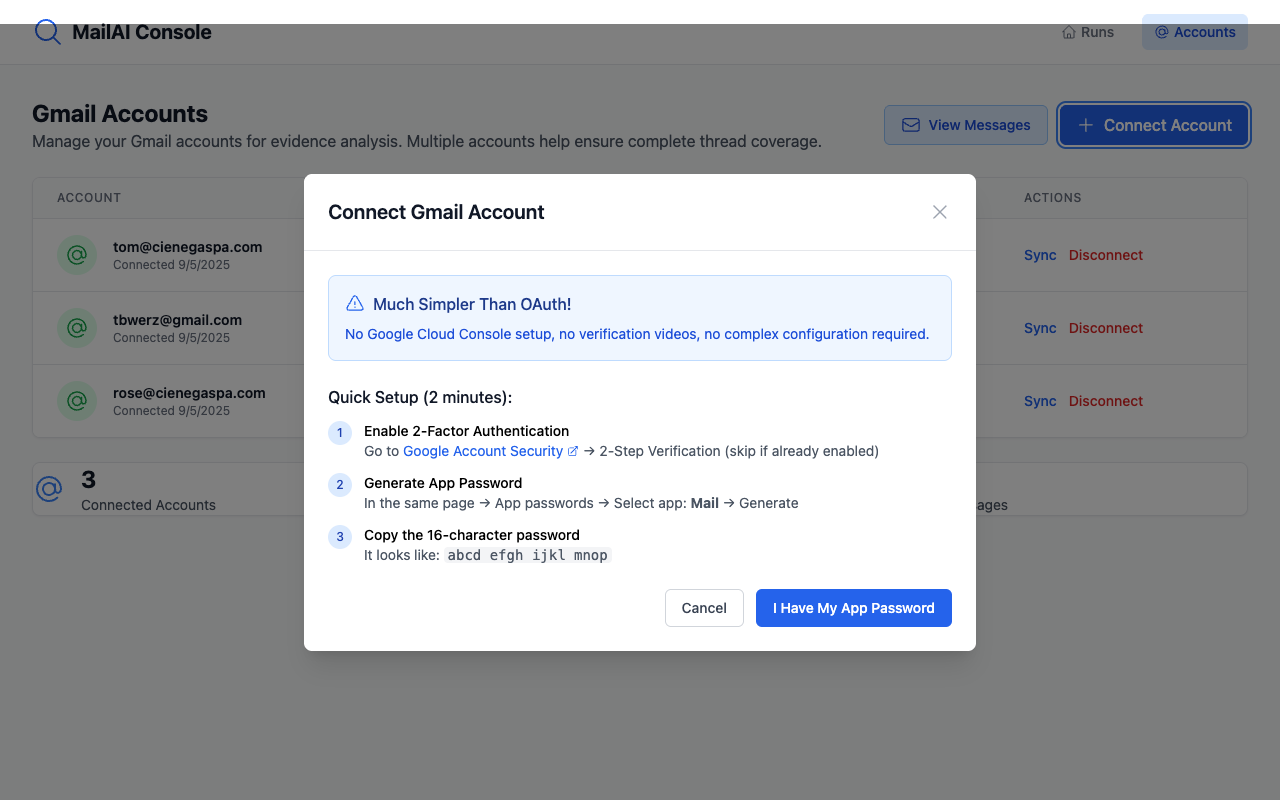 MailAI Console
Runs
Accounts
Gmail Accounts
Manage your Gmail accounts for evidence analysis. Multiple accounts help ensure complete thread coverage.
View Messages
Connect Account
ACCOUNT
ACTIONS
tom@cienegaspa.com
Connected 9/5/2025
Sync
Disconnect
tbwerz@gmail.com
Connected 9/5/2025
Sync
Disconnect
rose@cienegaspa.com
Connected 9/5/2025
Sync
Disconnect
3
Connected Accounts
ages
Connect Gmail Account
Much Simpler Than OAuth!
No Google Cloud Console setup, no verification videos, no complex configuration required.
Quick Setup (2 minutes):
1
Enable 2-Factor Authentication
Go to Google Account Security → 2-Step Verification (skip if already enabled)
2
Generate App Password
In the same page → App passwords → Select app: Mail → Generate
3
Copy the 16-character password
It looks like: abcd efgh ijkl mnop
Cancel
I Have My App Password